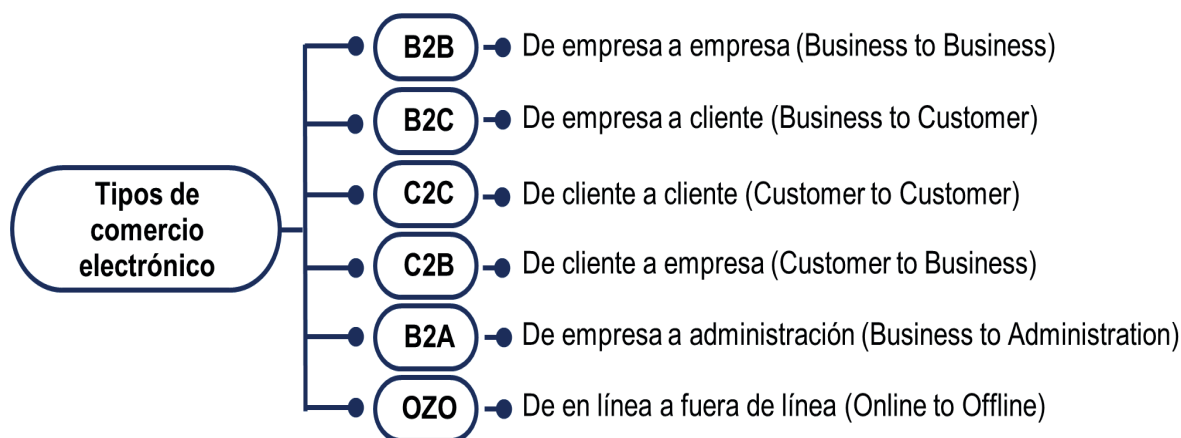 Tipos de
comercio
electrónico
B2B De empresa a empresa (Business to Business)
B2C De empresa a cliente (Business to Customer)
C2C De cliente a cliente (Customer to Customer)
C2B De cliente a empresa (Customer to Business)
B2A De empresa a administración (Business to Administration)
OZO De en línea a fuera de línea (Online to Offline)